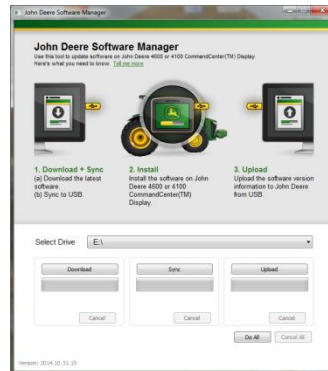 John Deere Software Manager
John Deere Software Manager
Use this tool to update software on John Deere 4600 or 4100 CommandCenter(TM) Display.
Here's what you need to know. Tell me more
1. Download + Sync
(a) Download the latest
software.
(b) Sync to USB.
2. Install
Install the software on John
Deere 4600 or 4100
CommandCenter(TM)
Display.
3. Upload
Upload the software version
information to John Deere
from USB.
Select Drive E:\
Download Sync Upload
Cancel Cancel Cancel
Do All Cancel All
Version: 2014.10.31.15